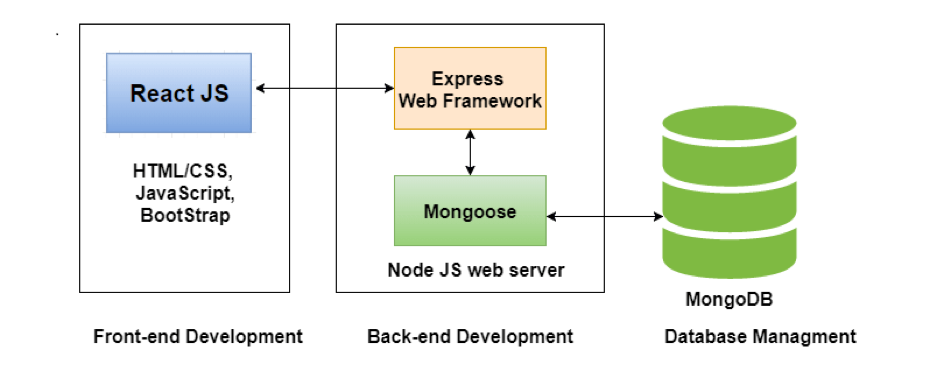 React JS
HTML/CSS,
JavaScript,
BootStrap
Express
Web Framework
Mongoose
Node JS web server
MongoDB
Front-end Development
Back-end Development
Database Managment